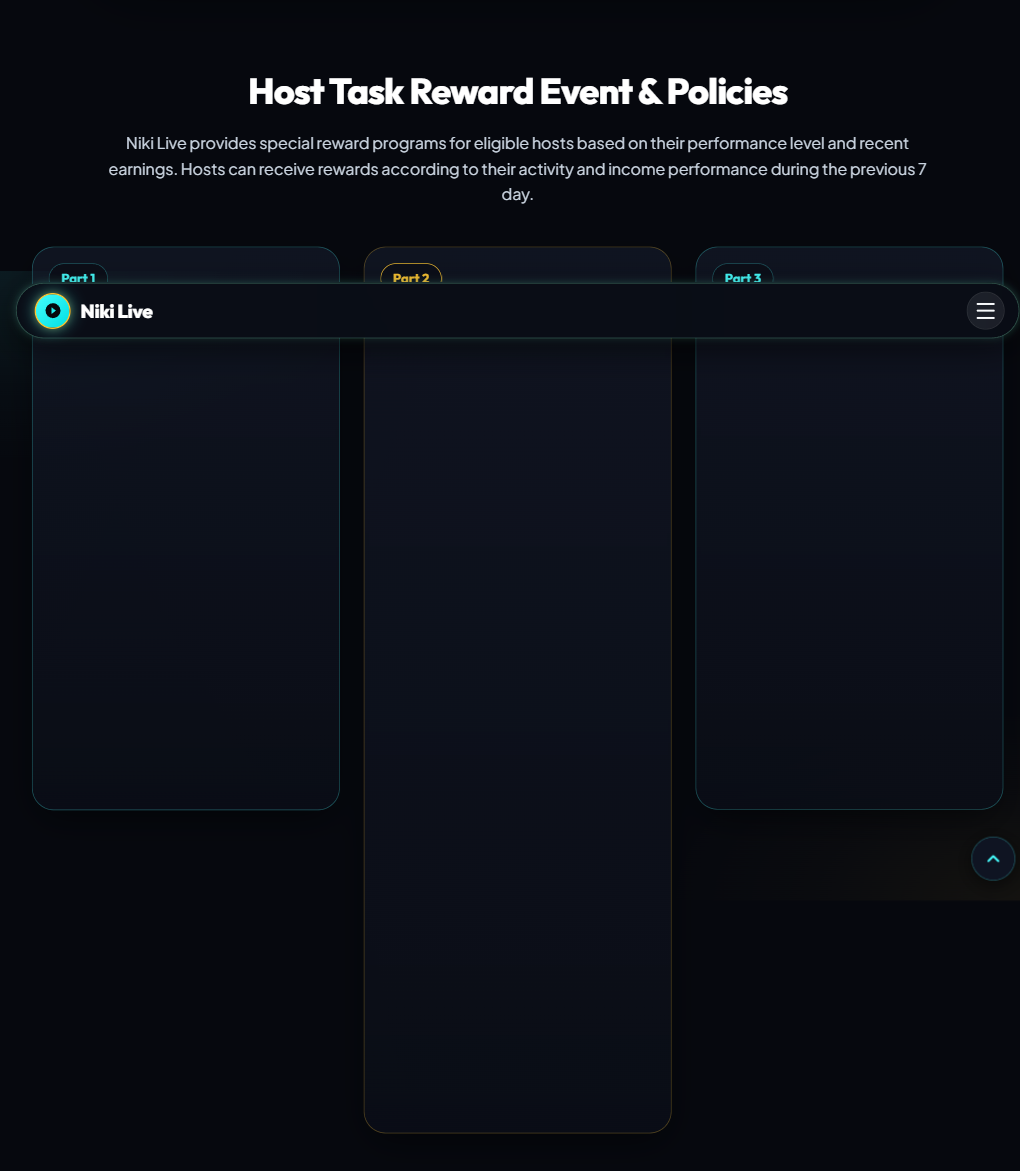 Host Task Reward Event & Policies
Niki Live provides special reward programs for eligible hosts based on their performance level and recent
earnings. Hosts can receive rewards according to their activity and income performance during the previous 7
day.
Part 1
Part 2
Part 3
Niki Live